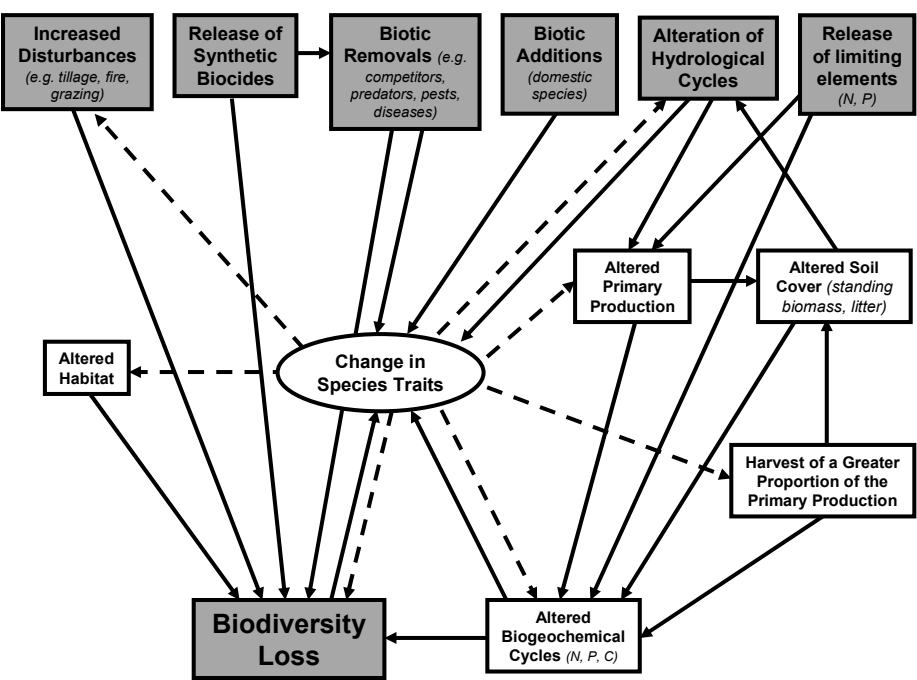 Increased
Disturbances
(e.g. tillage, fire,
grazing)
Release of
Synthetic
Biocides
Biotic
Removals (e.g.
competitors,
predators, pests,
diseases)
Biotic
Additions
(domestic
species)
Alteration of
Hydrological
Cycles
Release
of limiting
elements
(N, P)
Altered
Primary
Production
Altered Soil
Cover (standing
biomass, litter)
Altered
Habitat
Change in
Species Traits
Harvest of a Greater
Proportion of the
Primary Production
Biodiversity
Loss
Altered
Biogeochemical
Cycles (N, P, C)